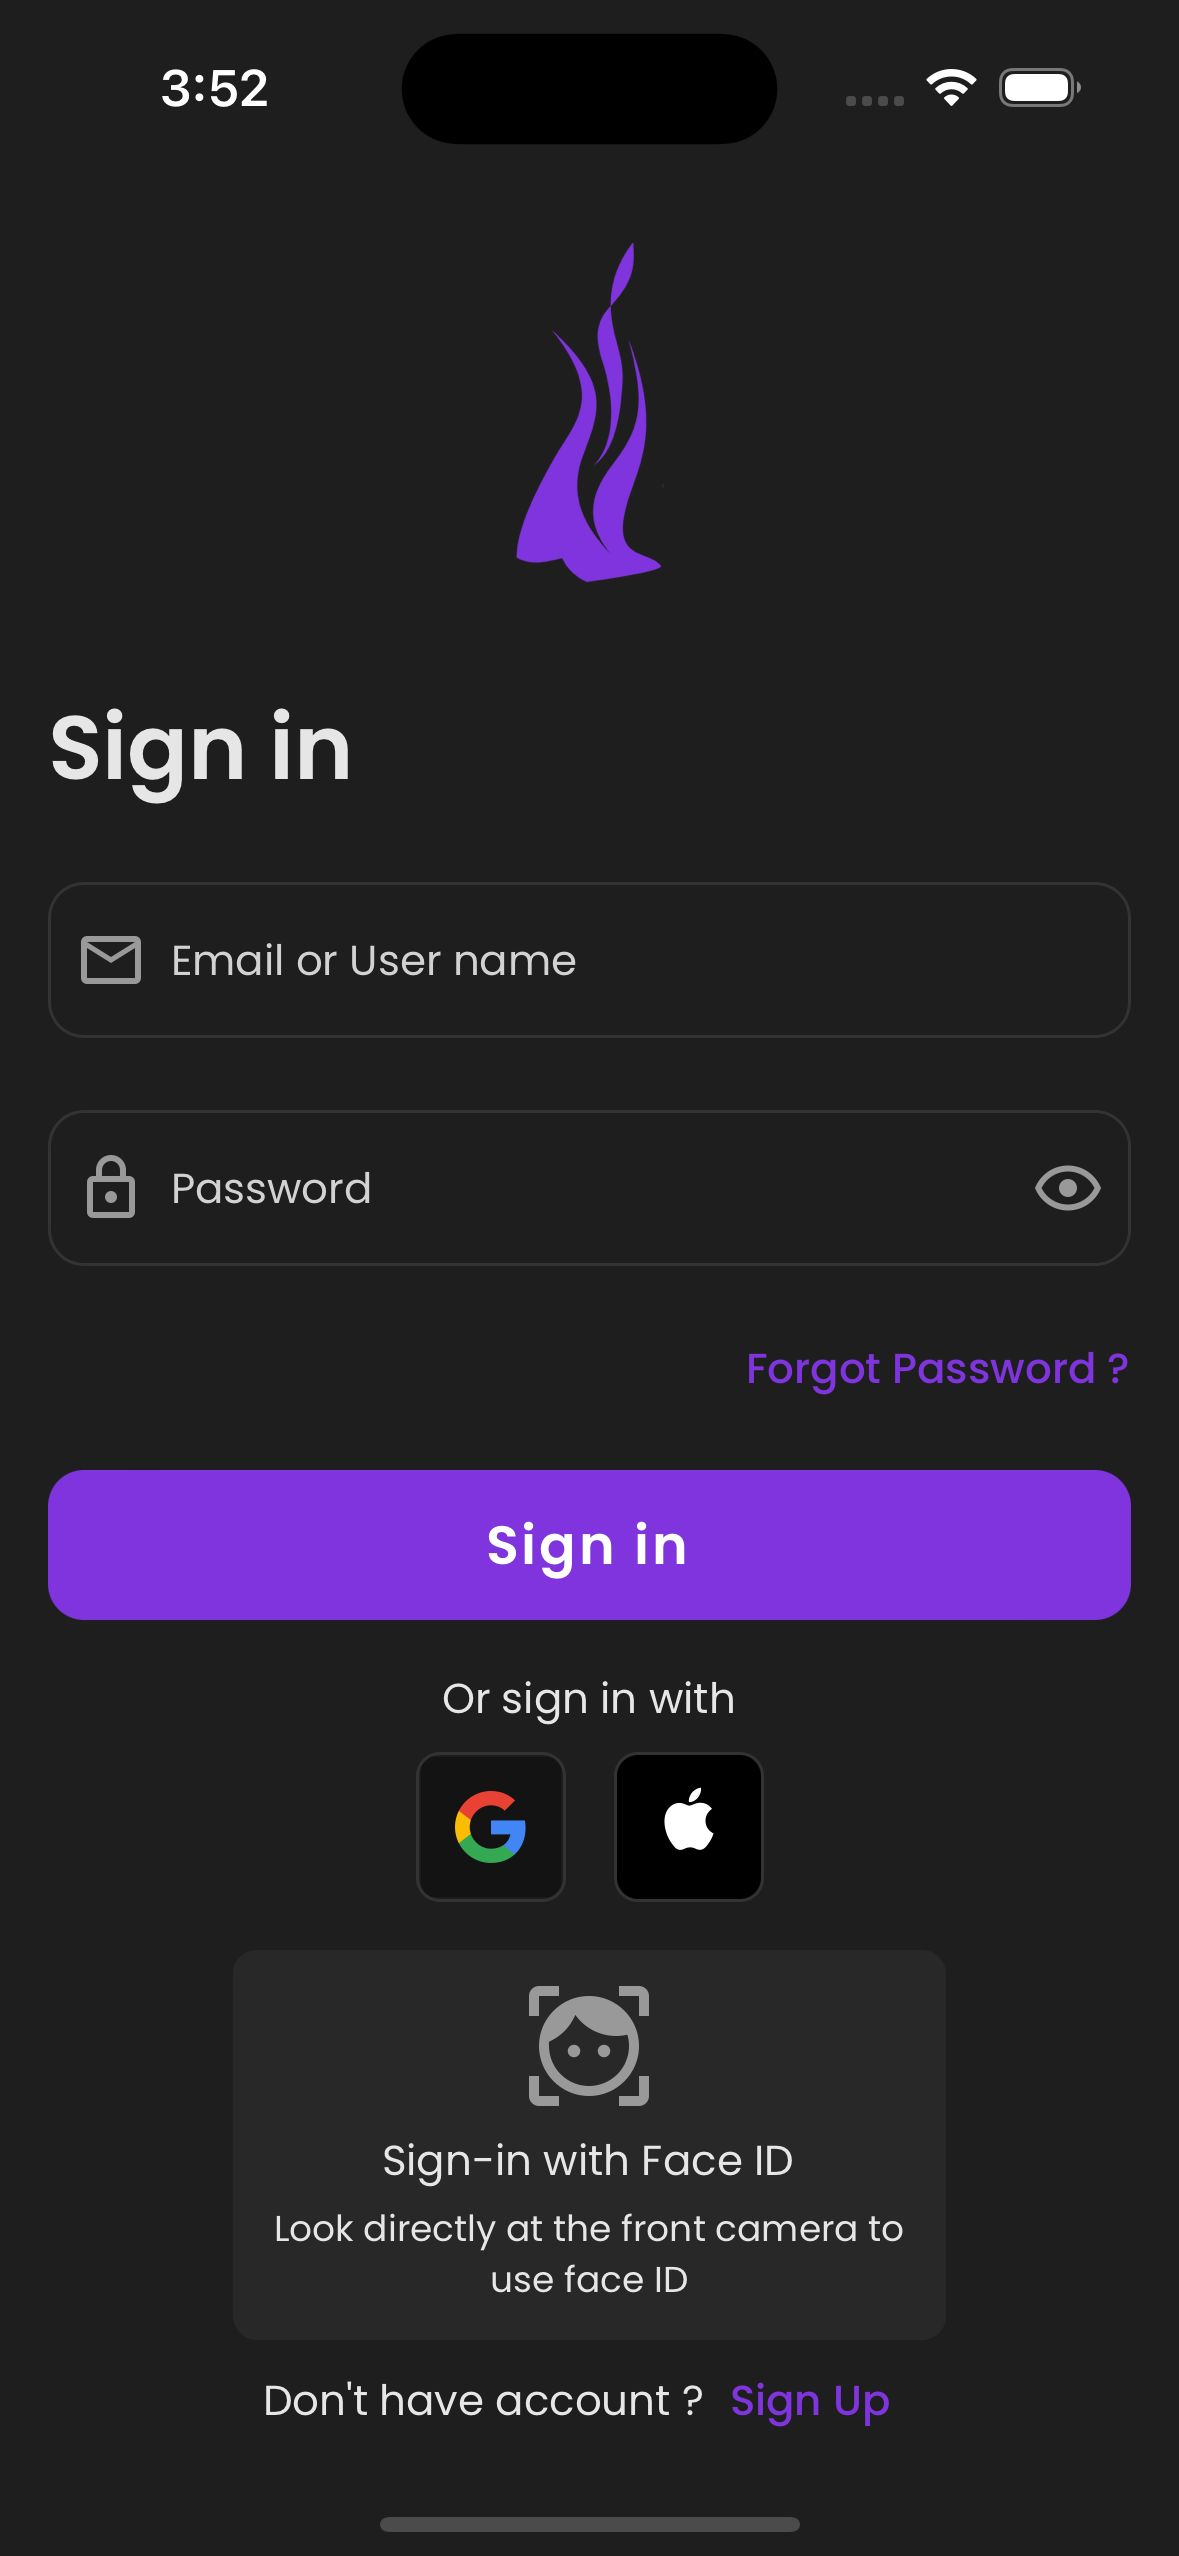 3:52
Sign in
Email or User name
Password
Forgot Password ?
Sign in
Or sign in with
Sign-in with Face ID
Look directly at the front camera to
use face ID
Don't have account ? Sign Up